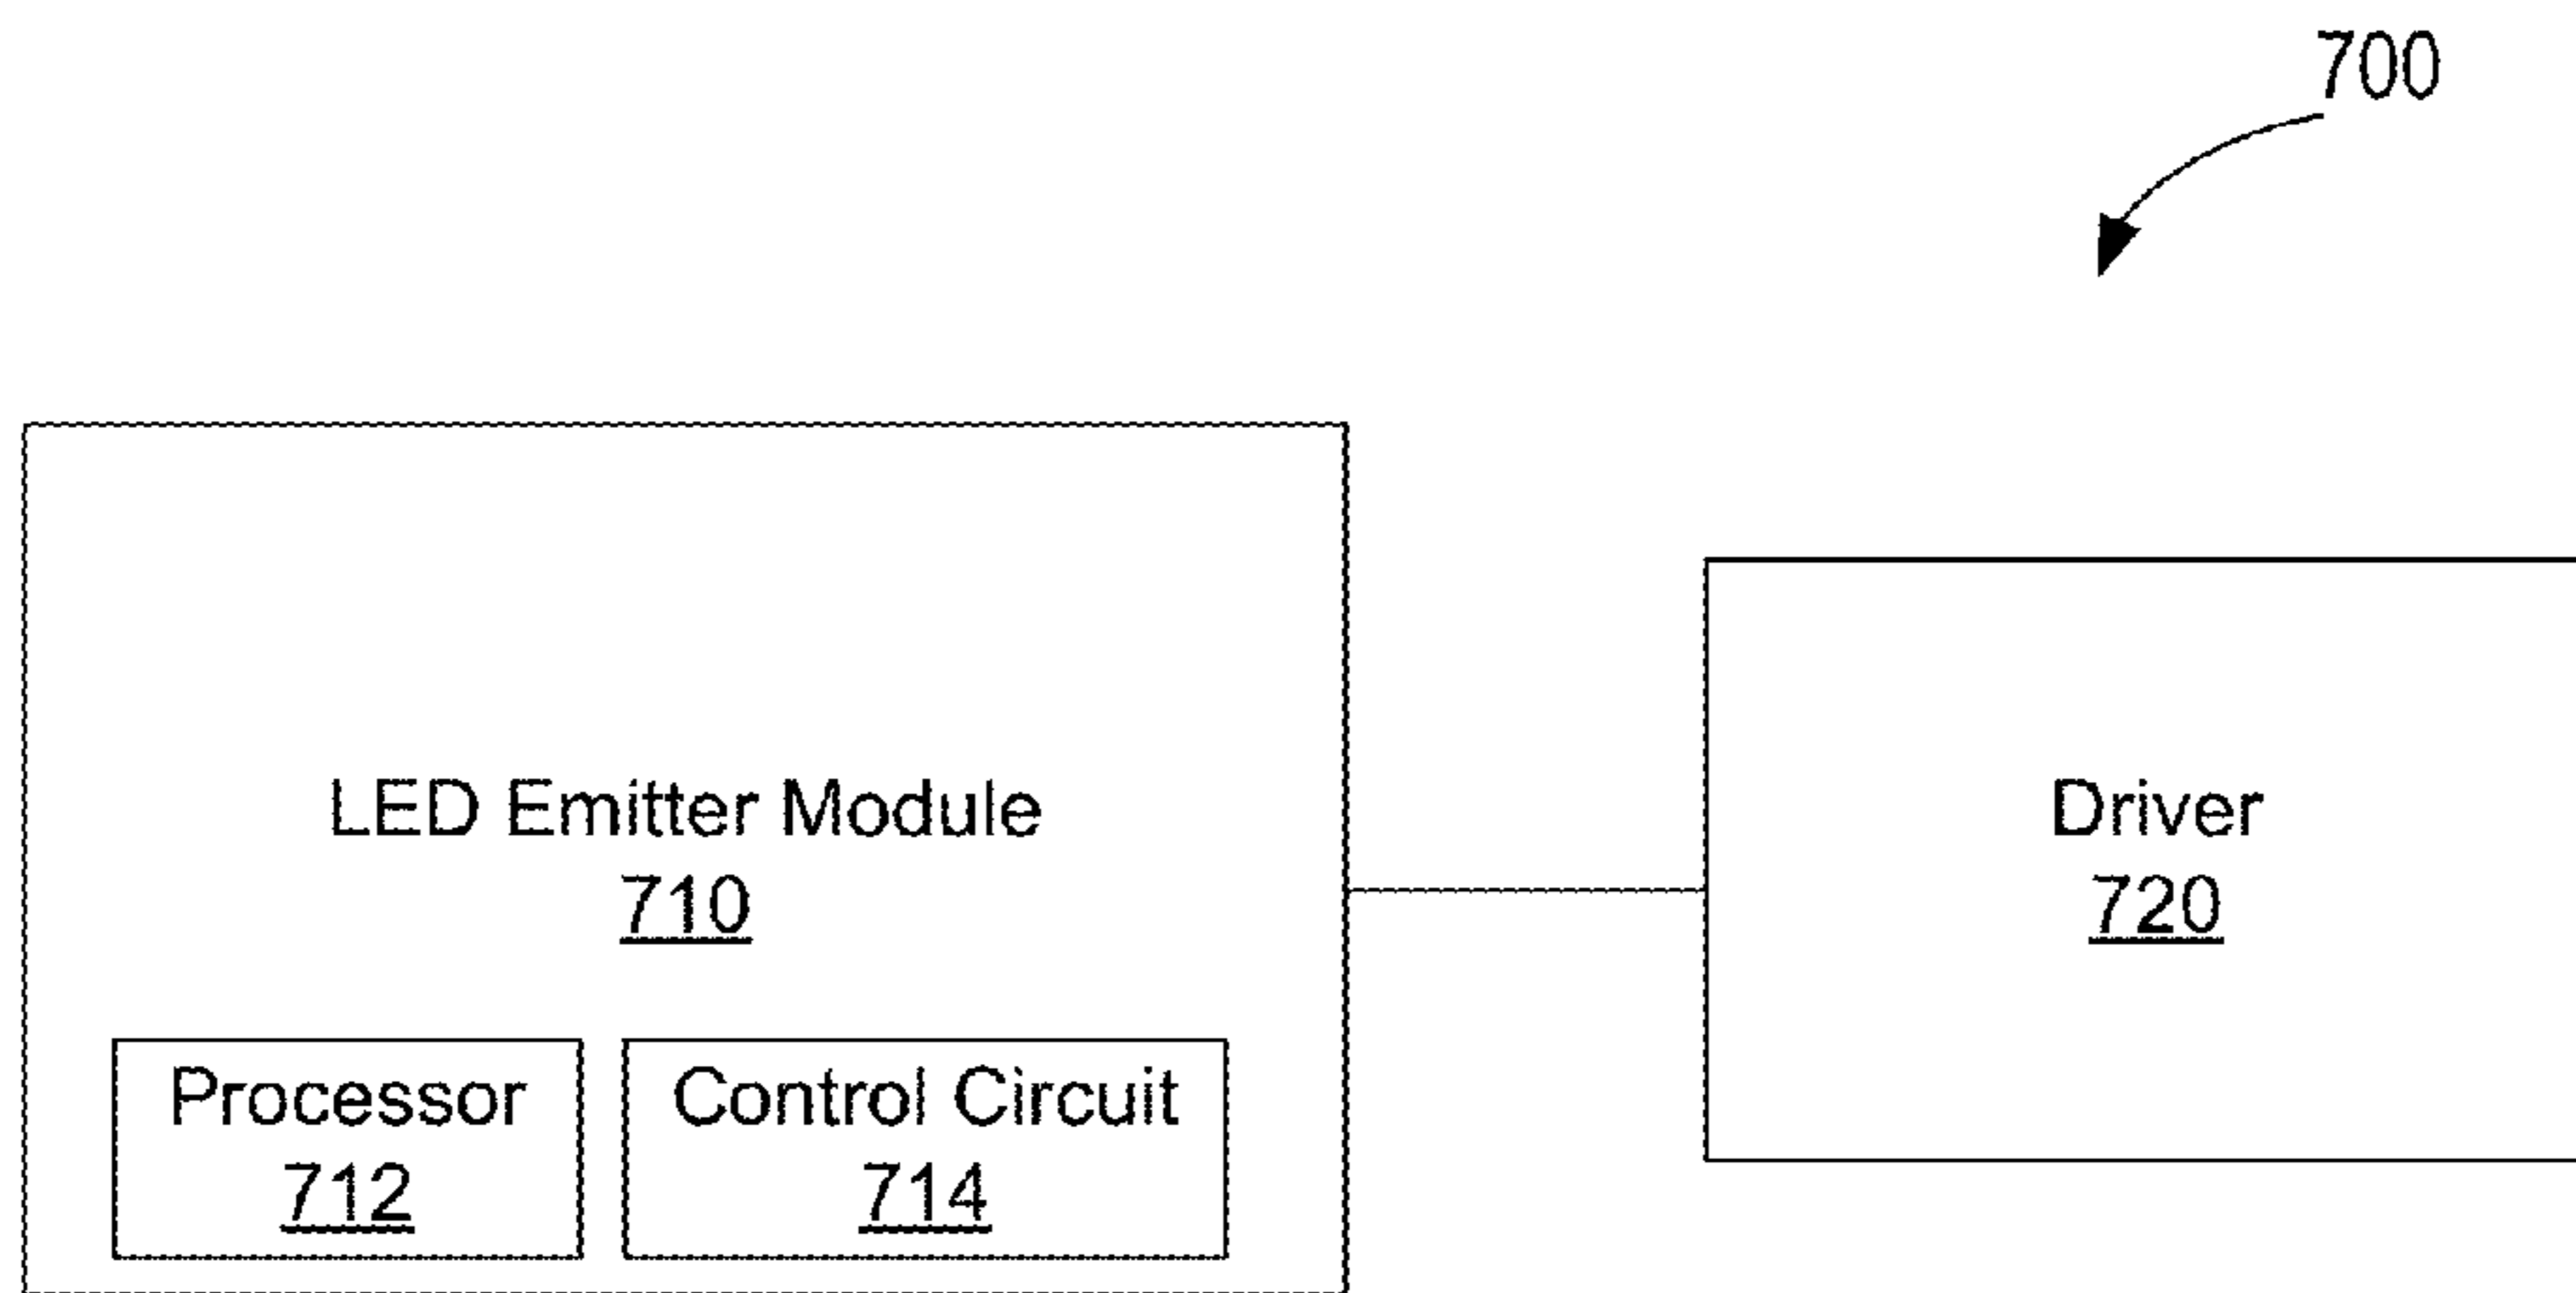 700
LED Emitter Module
710
Driver
720
Processor
712
Control Circuit
714